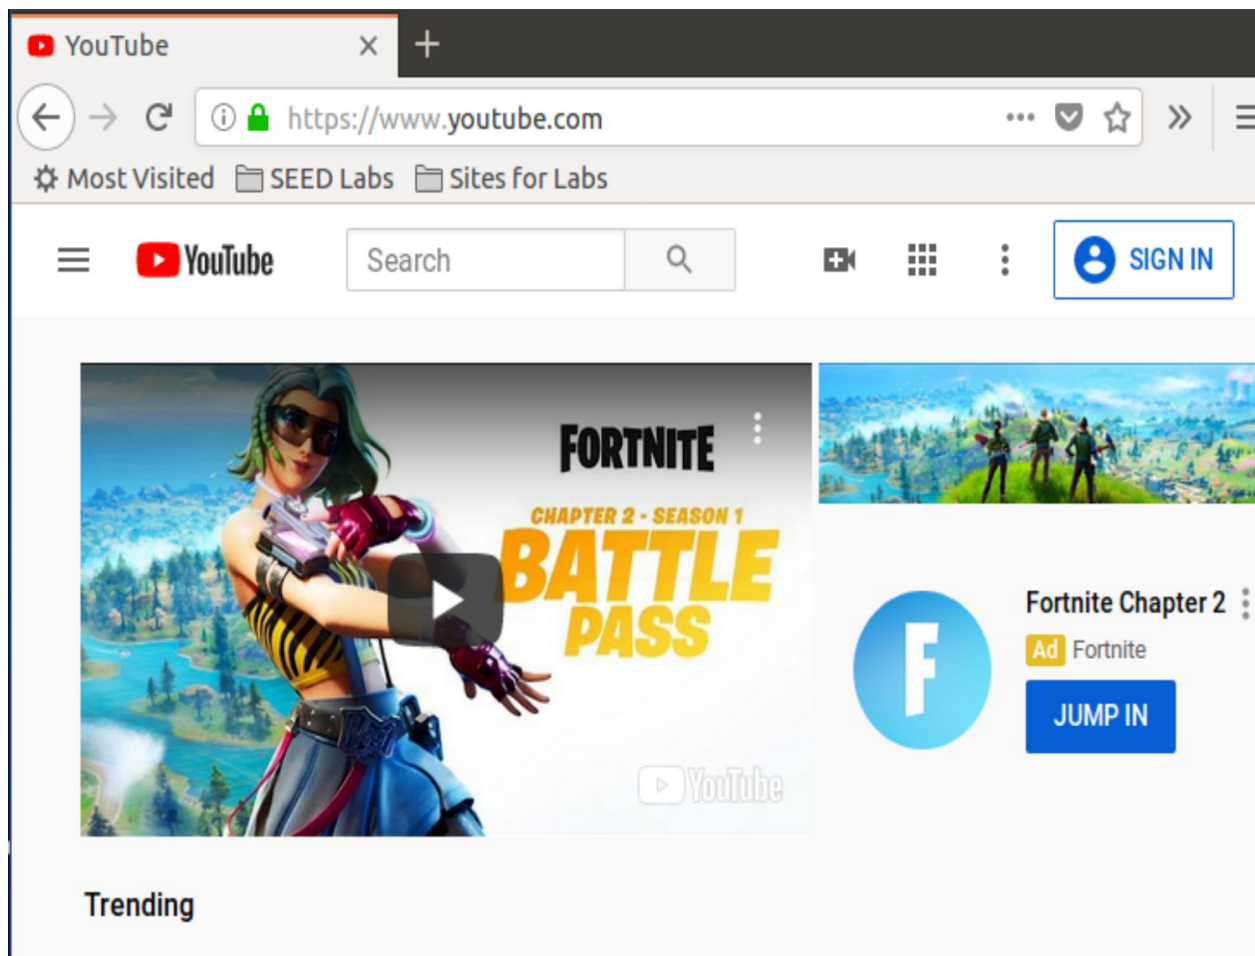 YouTube
https://www.youtube.com
Most Visited SEED Labs Sites for Labs
YouTube Search SIGN IN
FORTNITE
CHAPTER 2 - SEASON 1
BATTLE
PASS
YouTube
F
Fortnite Chapter 2
Ad Fortnite
JUMP IN
Trending